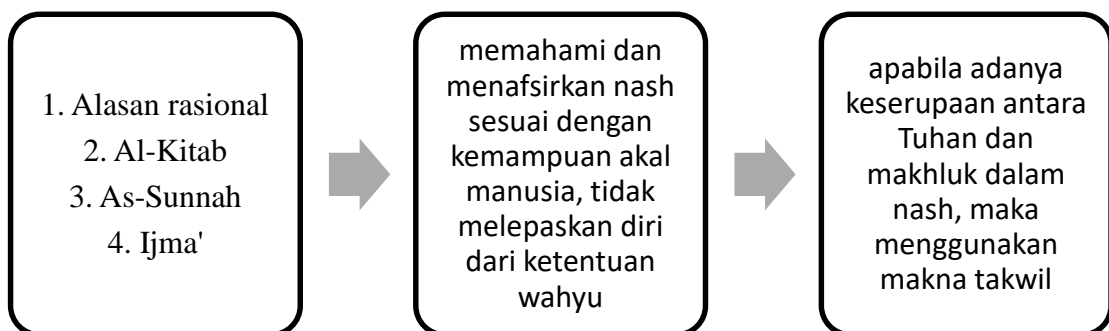 1. Alasan rasional
2. Al-Kitab
3. As-Sunnah
4. Ijma'
memahami dan
menafsirkan nash
sesuai dengan
kemampuan akal
manusia, tidak
melepaskan diri
dari ketentuan
wahyu
apabila adanya
keserupaan antara
Tuhan dan
makhluk dalam
nash, maka
menggunakan
makna takwil